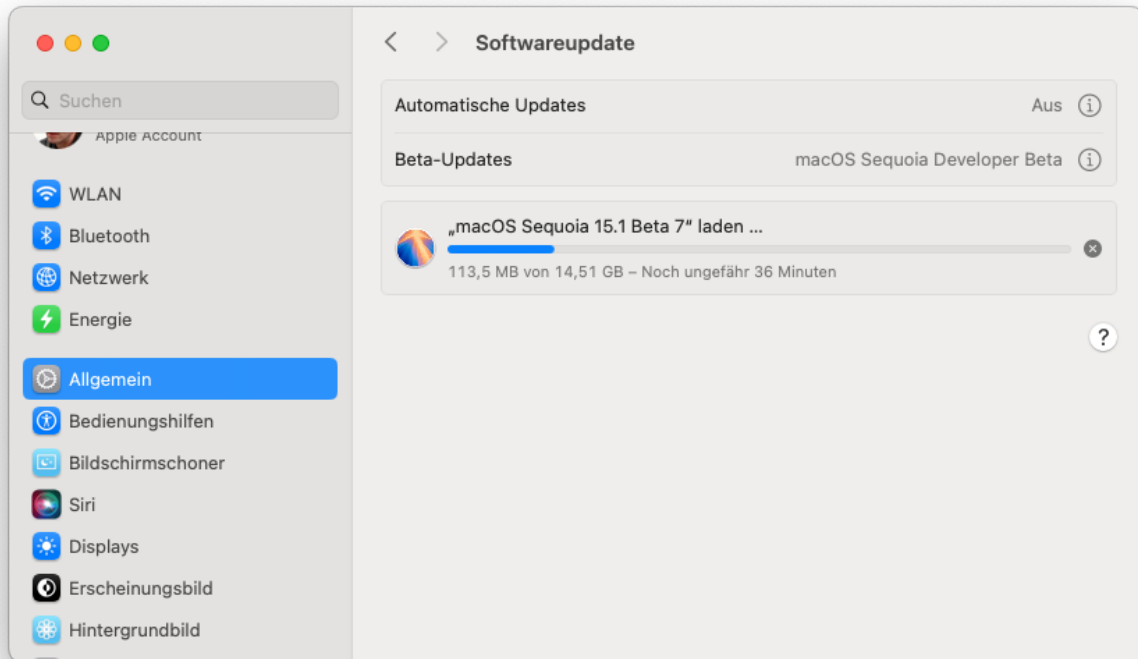 Softwareupdate
Suchen
Apple Account
WLAN
Bluetooth
Netzwerk
Energie
Allgemein
Bedienungshilfen
Bildschirmschoner
Siri
Displays
Erscheinungsbild
Hintergrundbild
Automatische Updates Aus
Beta-Updates macOS Sequoia Developer Beta
„macOS Sequoia 15.1 Beta 7“ laden ...
113,5 MB von 14,51 GB – Noch ungefähr 36 Minuten
?